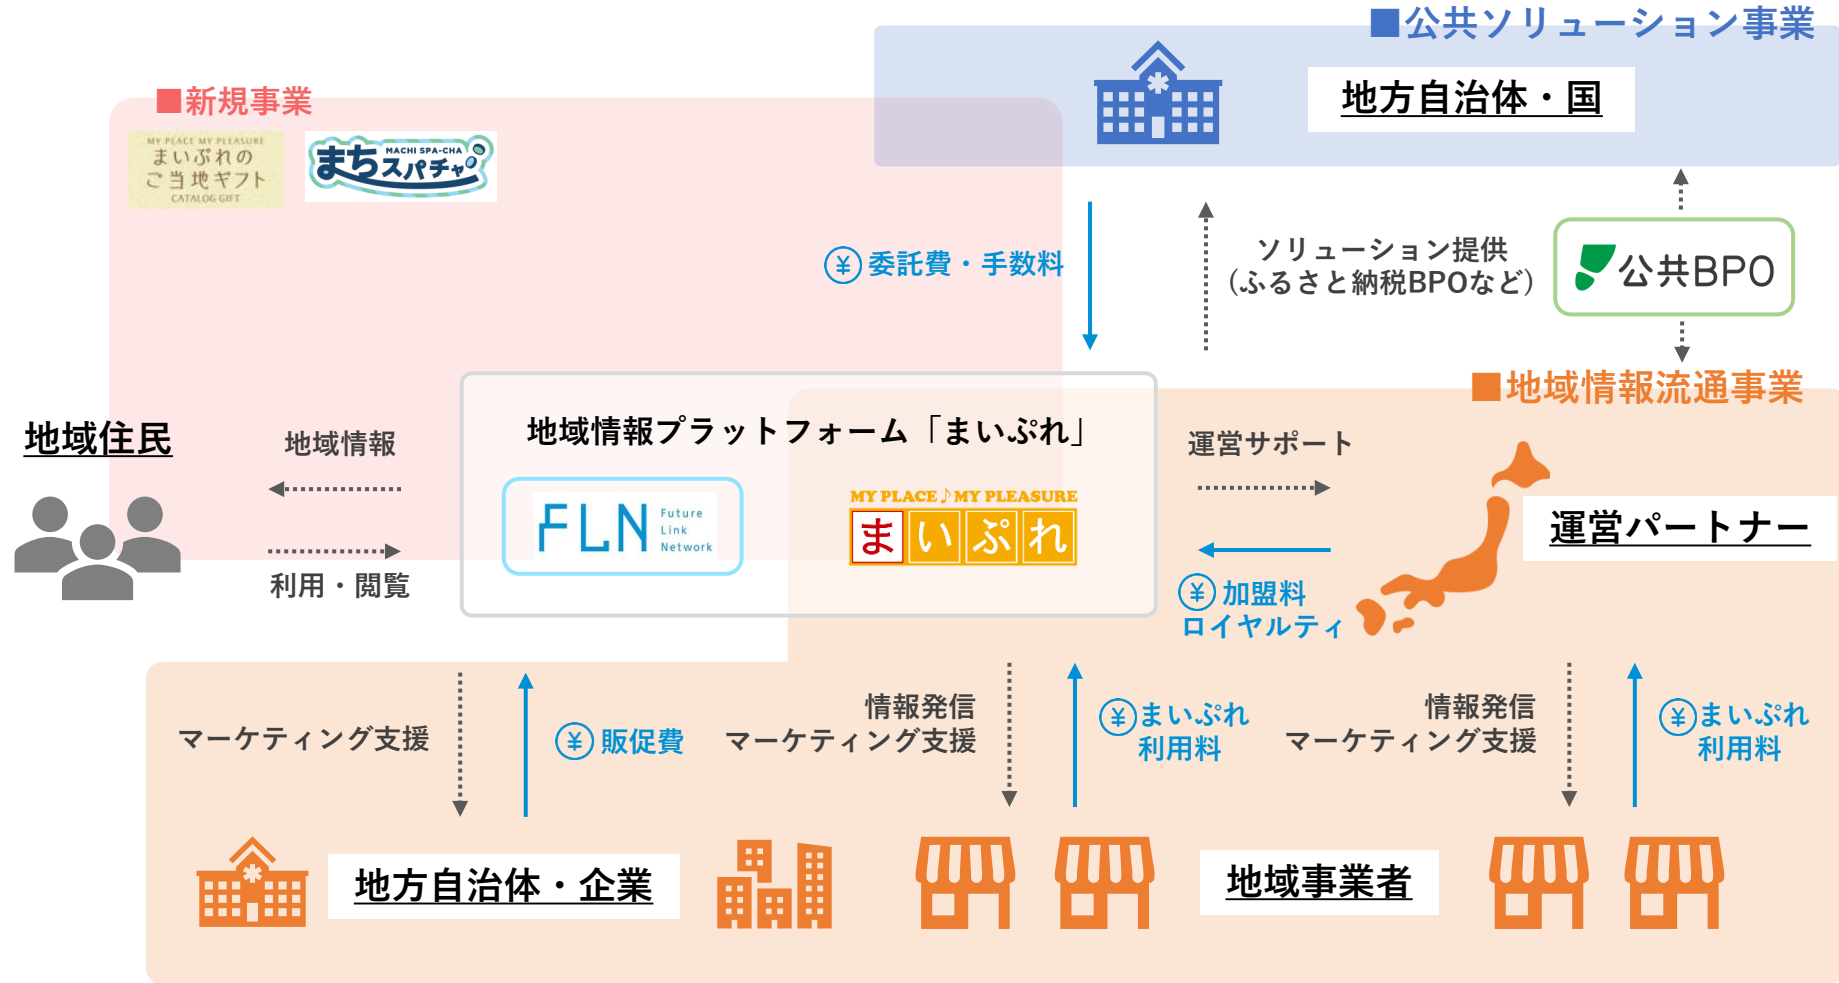 ■公共ソリューション事業
地方自治体・国
■新規事業
MY PLACE MY PLEASURE
まいぷれの
ご当地ギフト
CATALOG GIFT
MACHI SPA-CHA
まちスパチャ
¥ 委託費・手数料
ソリューション提供
(ふるさと納税BPOなど)
公共BPO
■地域情報流通事業
地域住民
地域情報
利用・閲覧
地域情報プラットフォーム「まいぷれ」
FLN
Future
Link
Network
MY PLACE♪MY PLEASURE
まいぷれ
運営サポート
¥ 加盟料
ロイヤルティ
運営パートナー
マーケティング支援
¥ 販促費
情報発信
マーケティング支援
¥ まいぷれ
利用料
情報発信
マーケティング支援
¥ まいぷれ
利用料
地方自治体・企業
地域事業者